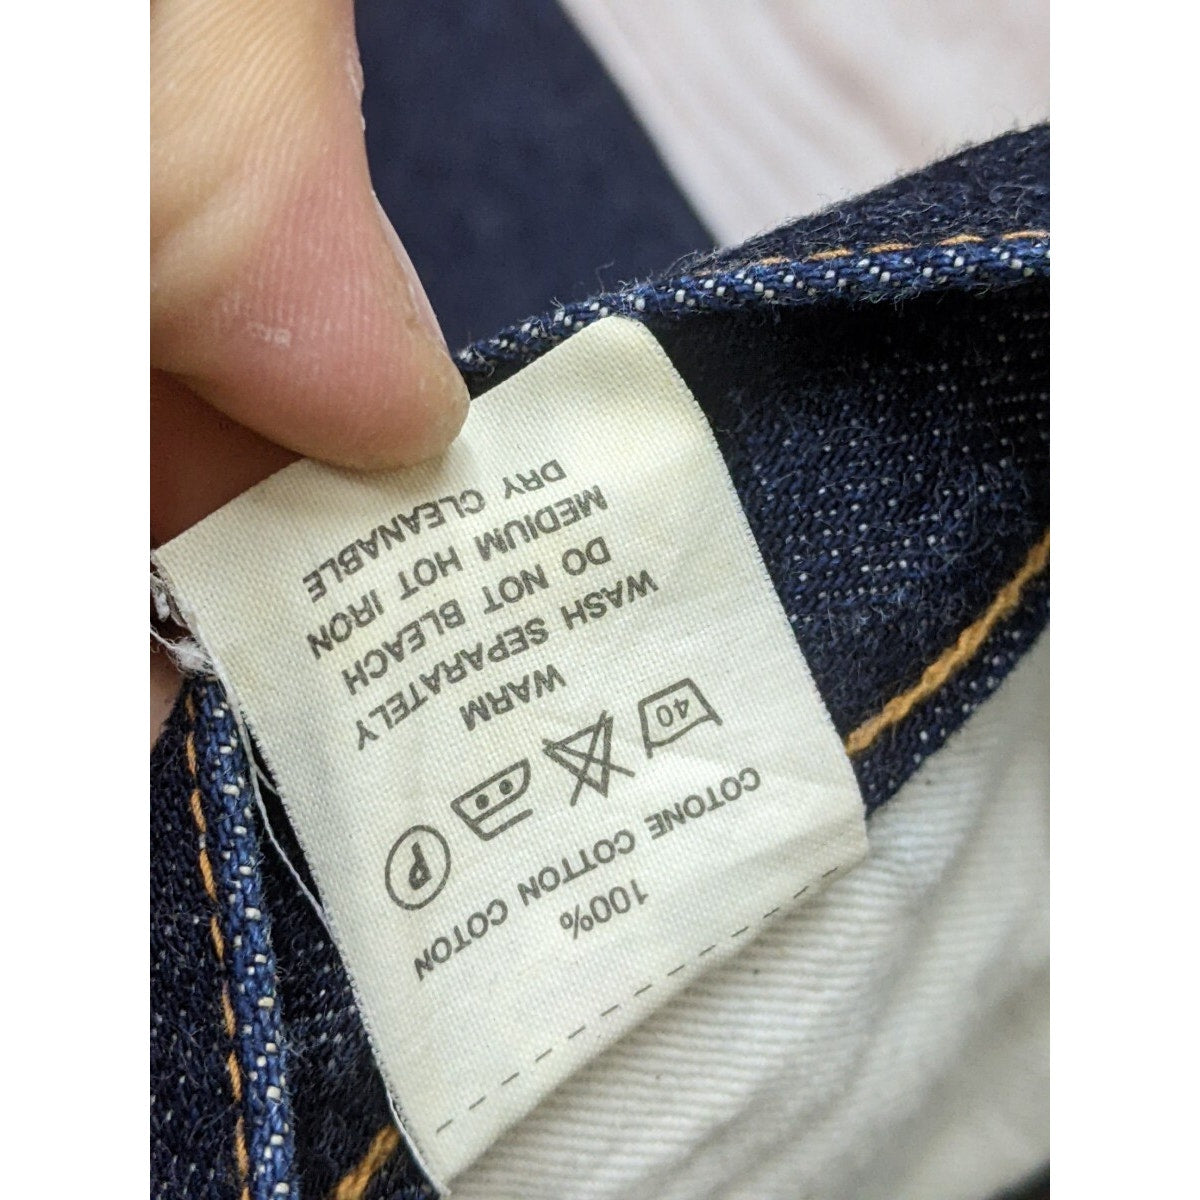 100%
COTONE COTTON COTON
40 P
WARM
WASH SEPARATELY
DO NOT BLEACH
MEDIUM HOT IRON
DRY CLEANABLE